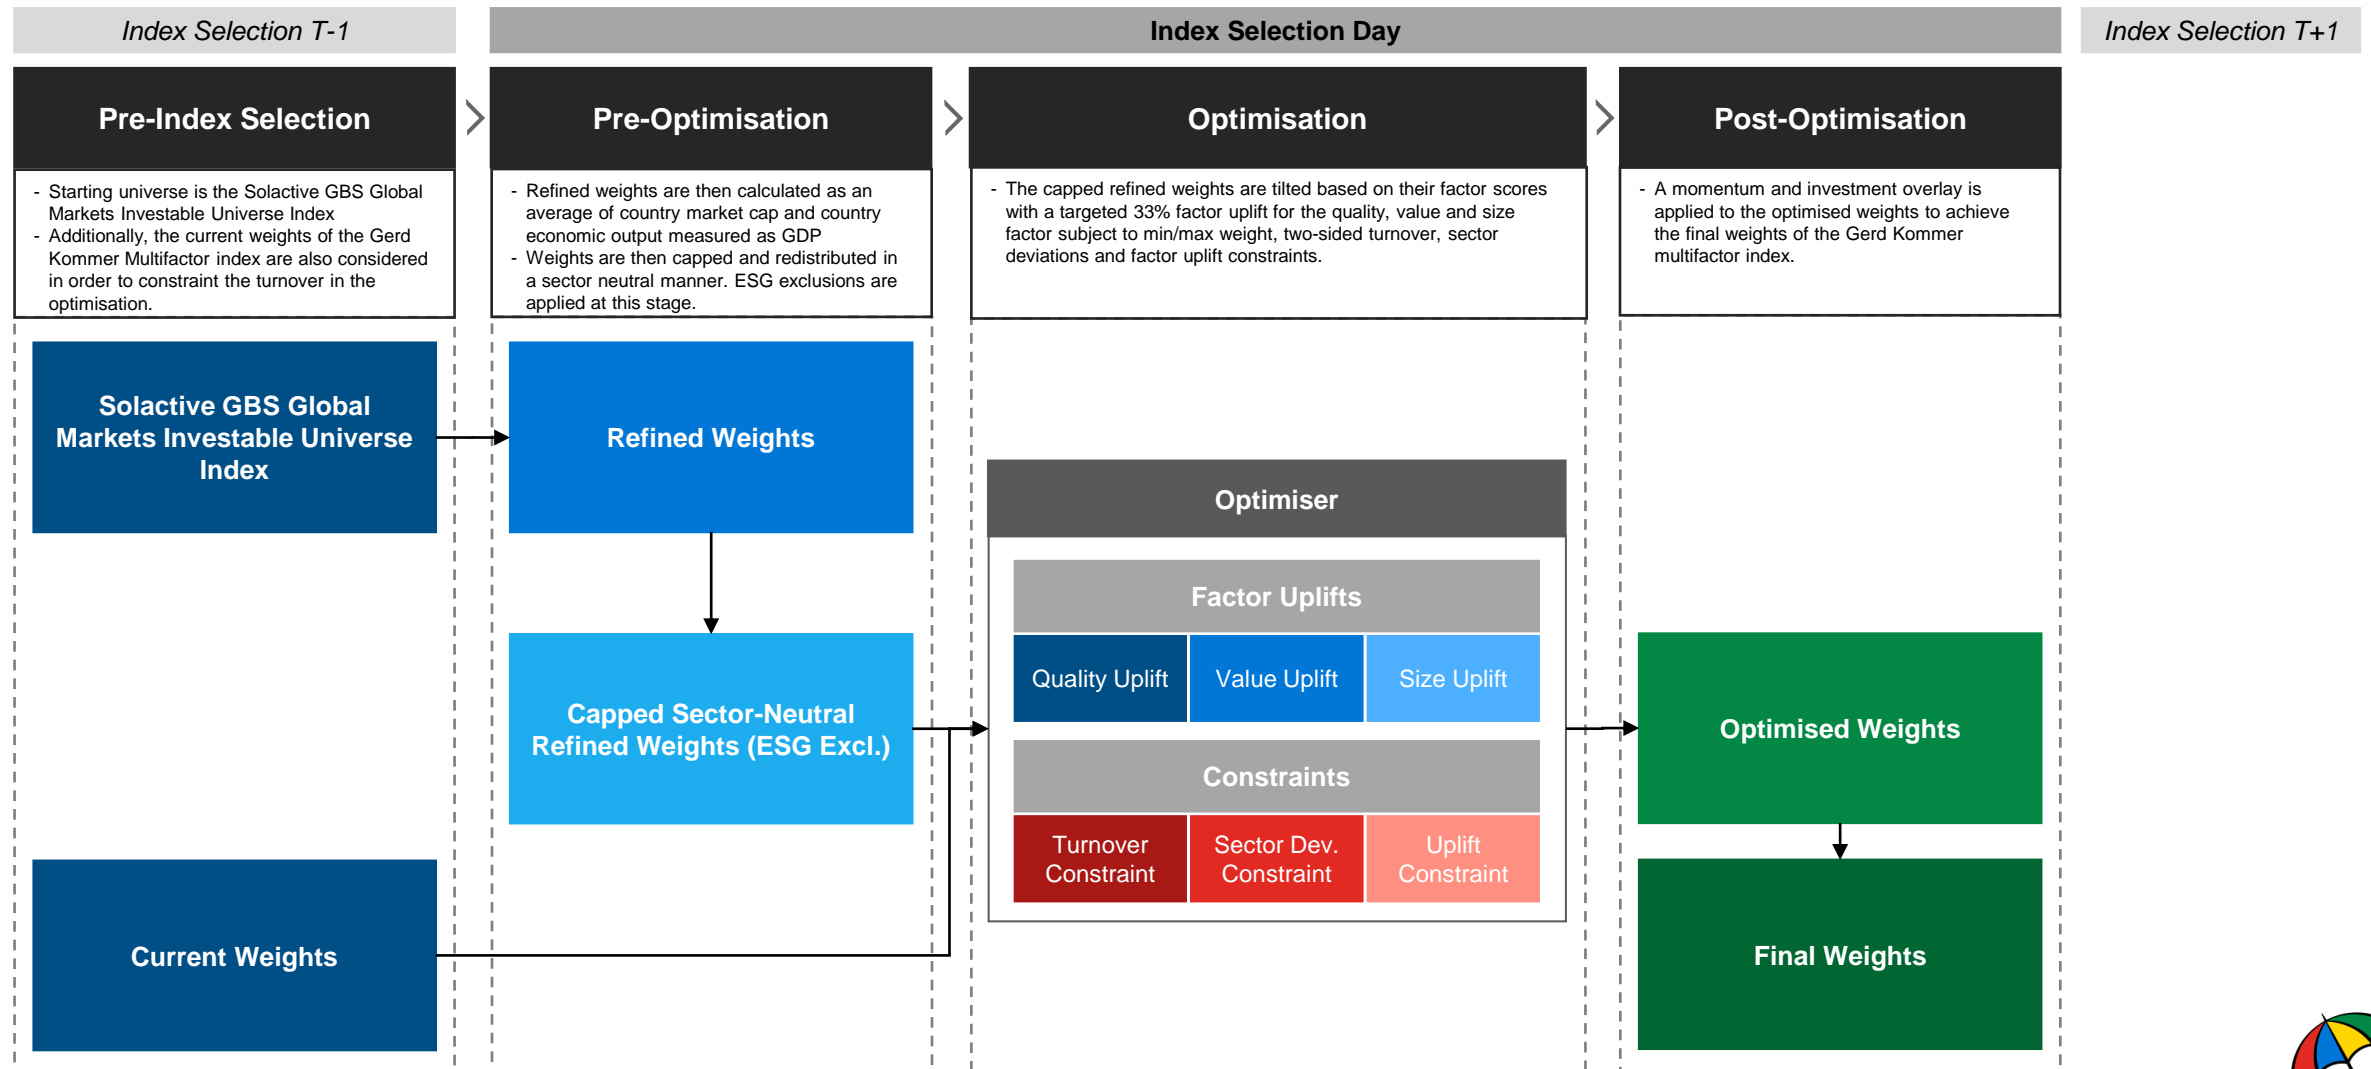 Index Selection T-1
Index Selection Day
Index Selection T+1
Pre-Index Selection
Pre-Optimisation
Optimisation
Post-Optimisation
- Starting universe is the Solactive GBS Global
Markets Investable Universe Index
- Additionally, the current weights of the Gerd
Kommer Multifactor index are also considered
in order to constraint the turnover in the
optimisation.
- Refined weights are then calculated as an
average of country market cap and country
economic output measured as GDP
- Weights are then capped and redistributed in
a sector neutral manner. ESG exclusions are
applied at this stage.
- The capped refined weights are tilted based on their factor scores
with a targeted 33% factor uplift for the quality, value and size
factor subject to min/max weight, two-sided turnover, sector
deviations and factor uplift constraints.
- A momentum and investment overlay is
applied to the optimised weights to achieve
the final weights of the Gerd Kommer
multifactor index.
Solactive GBS Global
Markets Investable Universe
Index
Refined Weights
Optimiser
Factor Uplifts
Quality Uplift
Value Uplift
Size Uplift
Capped Sector-Neutral
Refined Weights (ESG Excl.)
Optimised Weights
Constraints
Turnover
Constraint
Sector Dev.
Constraint
Uplift
Constraint
Current Weights
Final Weights